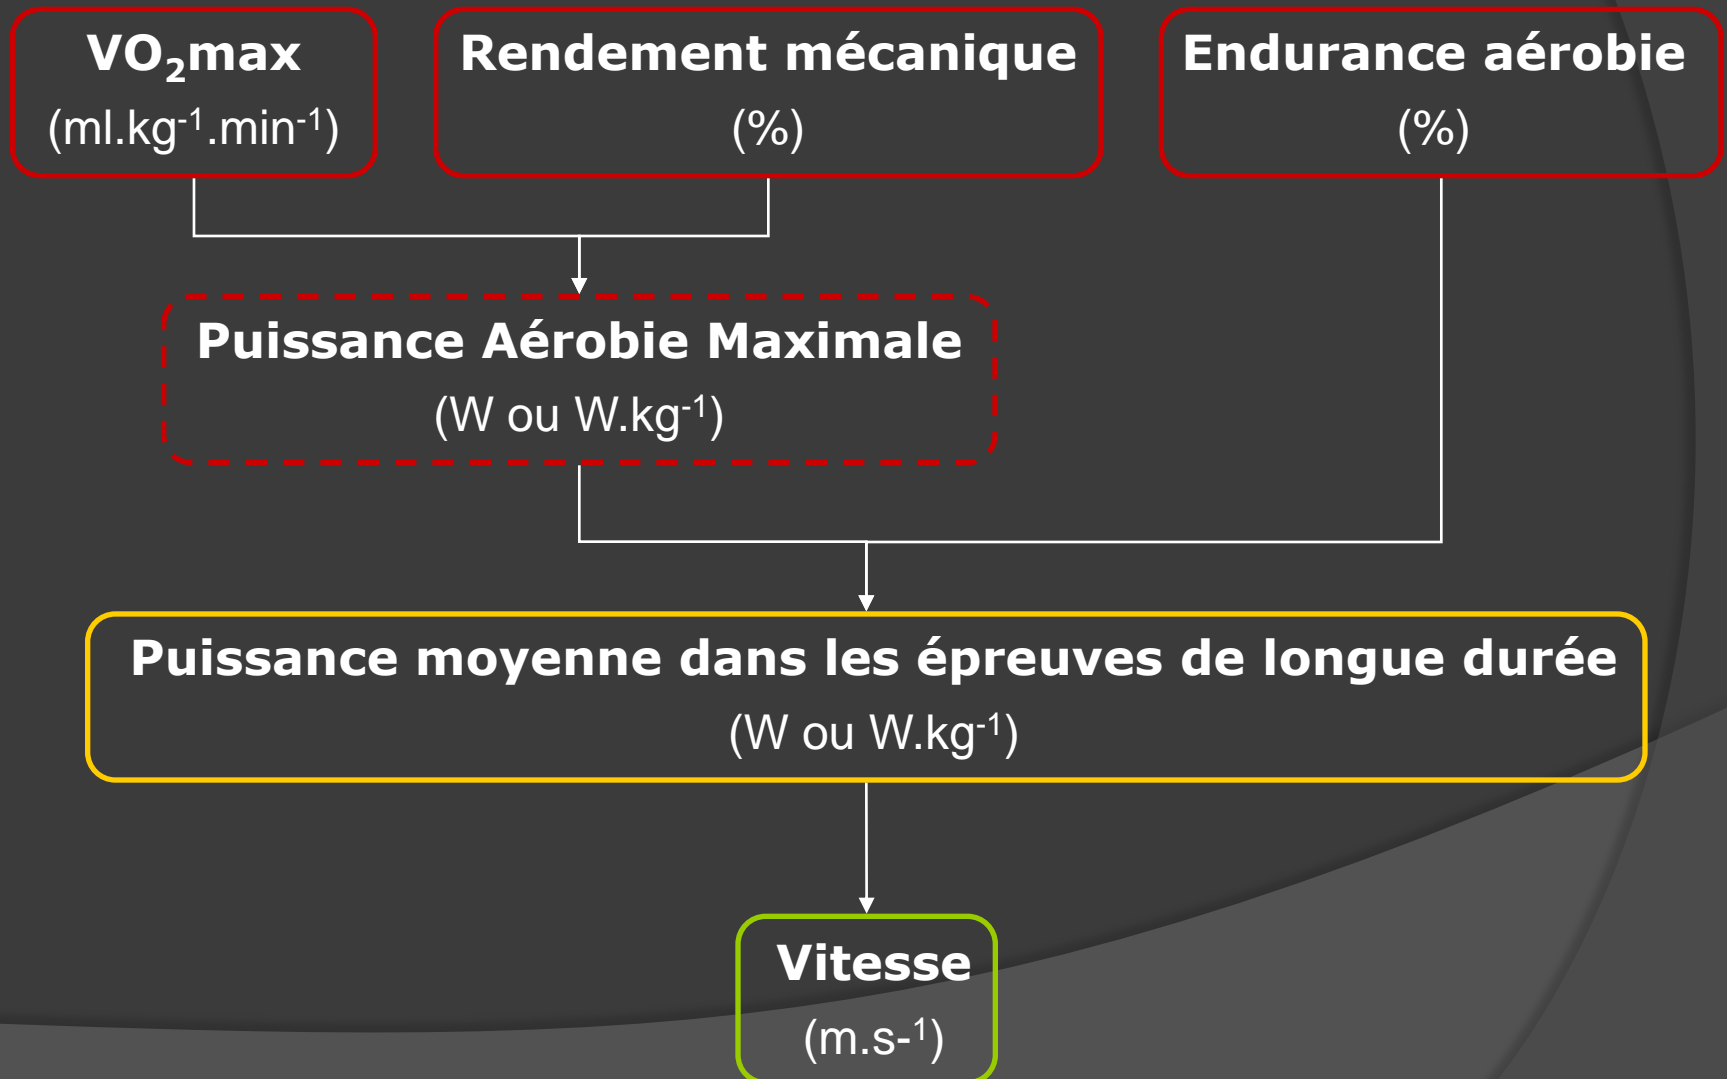 VO₂max
(ml.kg⁻¹.min⁻¹)
Rendement mécanique
(%)
Endurance aérobie
(%)
Puissance Aérobie Maximale
(W ou W.kg⁻¹)
Puissance moyenne dans les épreuves de longue durée
(W ou W.kg⁻¹)
Vitesse
(m.s-¹)